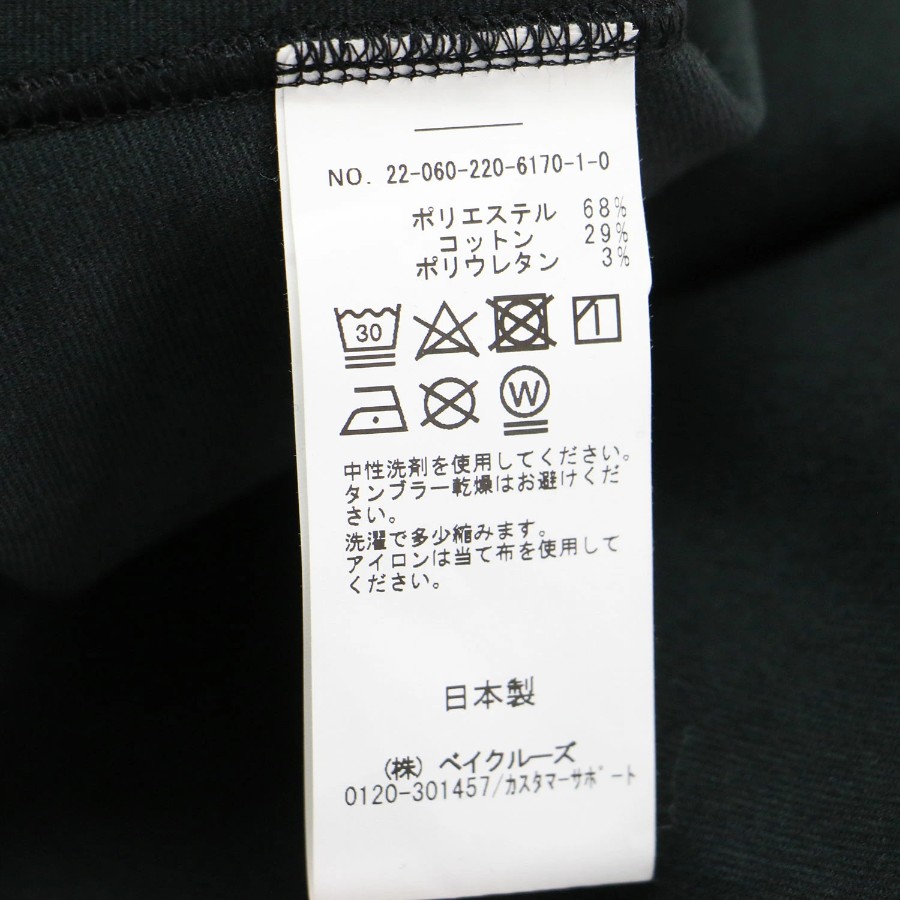 NO. 22-060-220-6170-1-0
ポリエステル 68%
コットン 29%
ポリウレタン 3%
30
W
中性洗剤を使用してください。
タンブラー乾燥はお避けくだ
さい。
洗濯で多少縮みます。
アイロンは当て布を使用して
ください。
日本製
(株) ベイクルーズ
0120-301457/カスタマーサポート